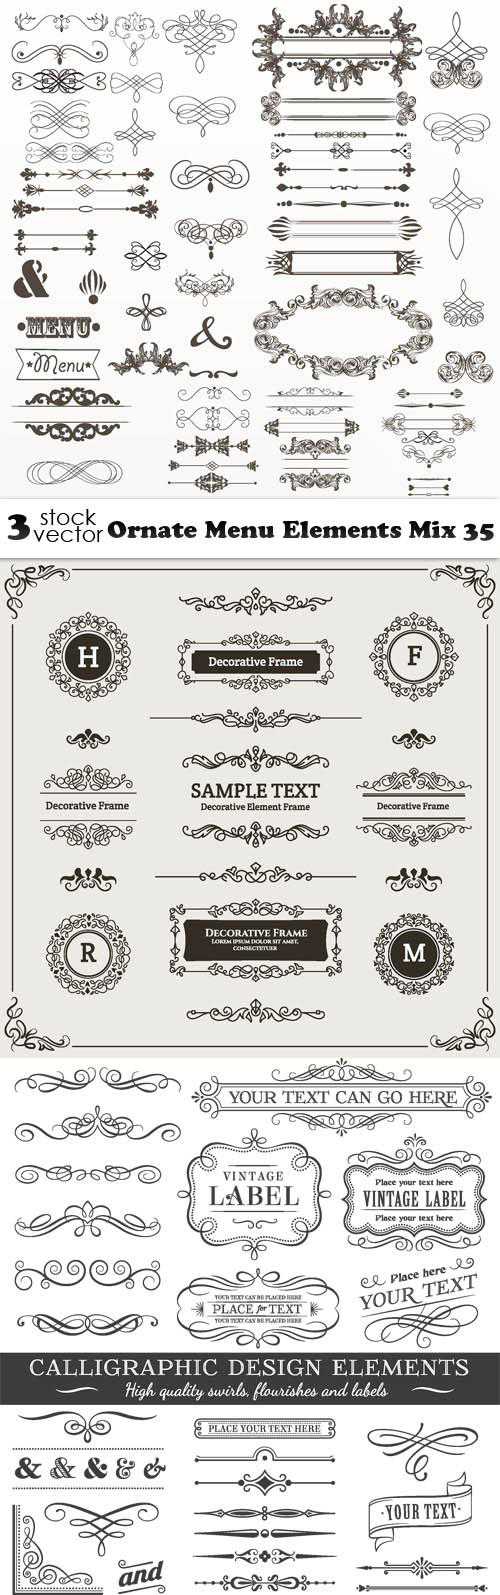 &
MENU
Menu
&
3 stock vector Ornate Menu Elements Mix 35
H
Decorative Frame
F
Decorative Frame
SAMPLE TEXT
Decorative Element Frame
Decorative Frame
R
DECORATIVE FRAME
LOREM IPSUM DOLOR SIT AMET,
CONSECTETUER
M
YOUR TEXT CAN GO HERE
VINTAGE
LABEL
Place your text here
VINTAGE LABEL
Place your text here
YOUR TEXT CAN BE PLACED HERE
PLACE for TEXT
YOUR TEXT CAN BE PLACED HERE
Place here
YOUR TEXT
CALLIGRAPHIC DESIGN ELEMENTS
High quality swirls, flourishes and labels
PLACE YOUR TEXT HERE
& & & & &
· YOUR TEXT ·
and